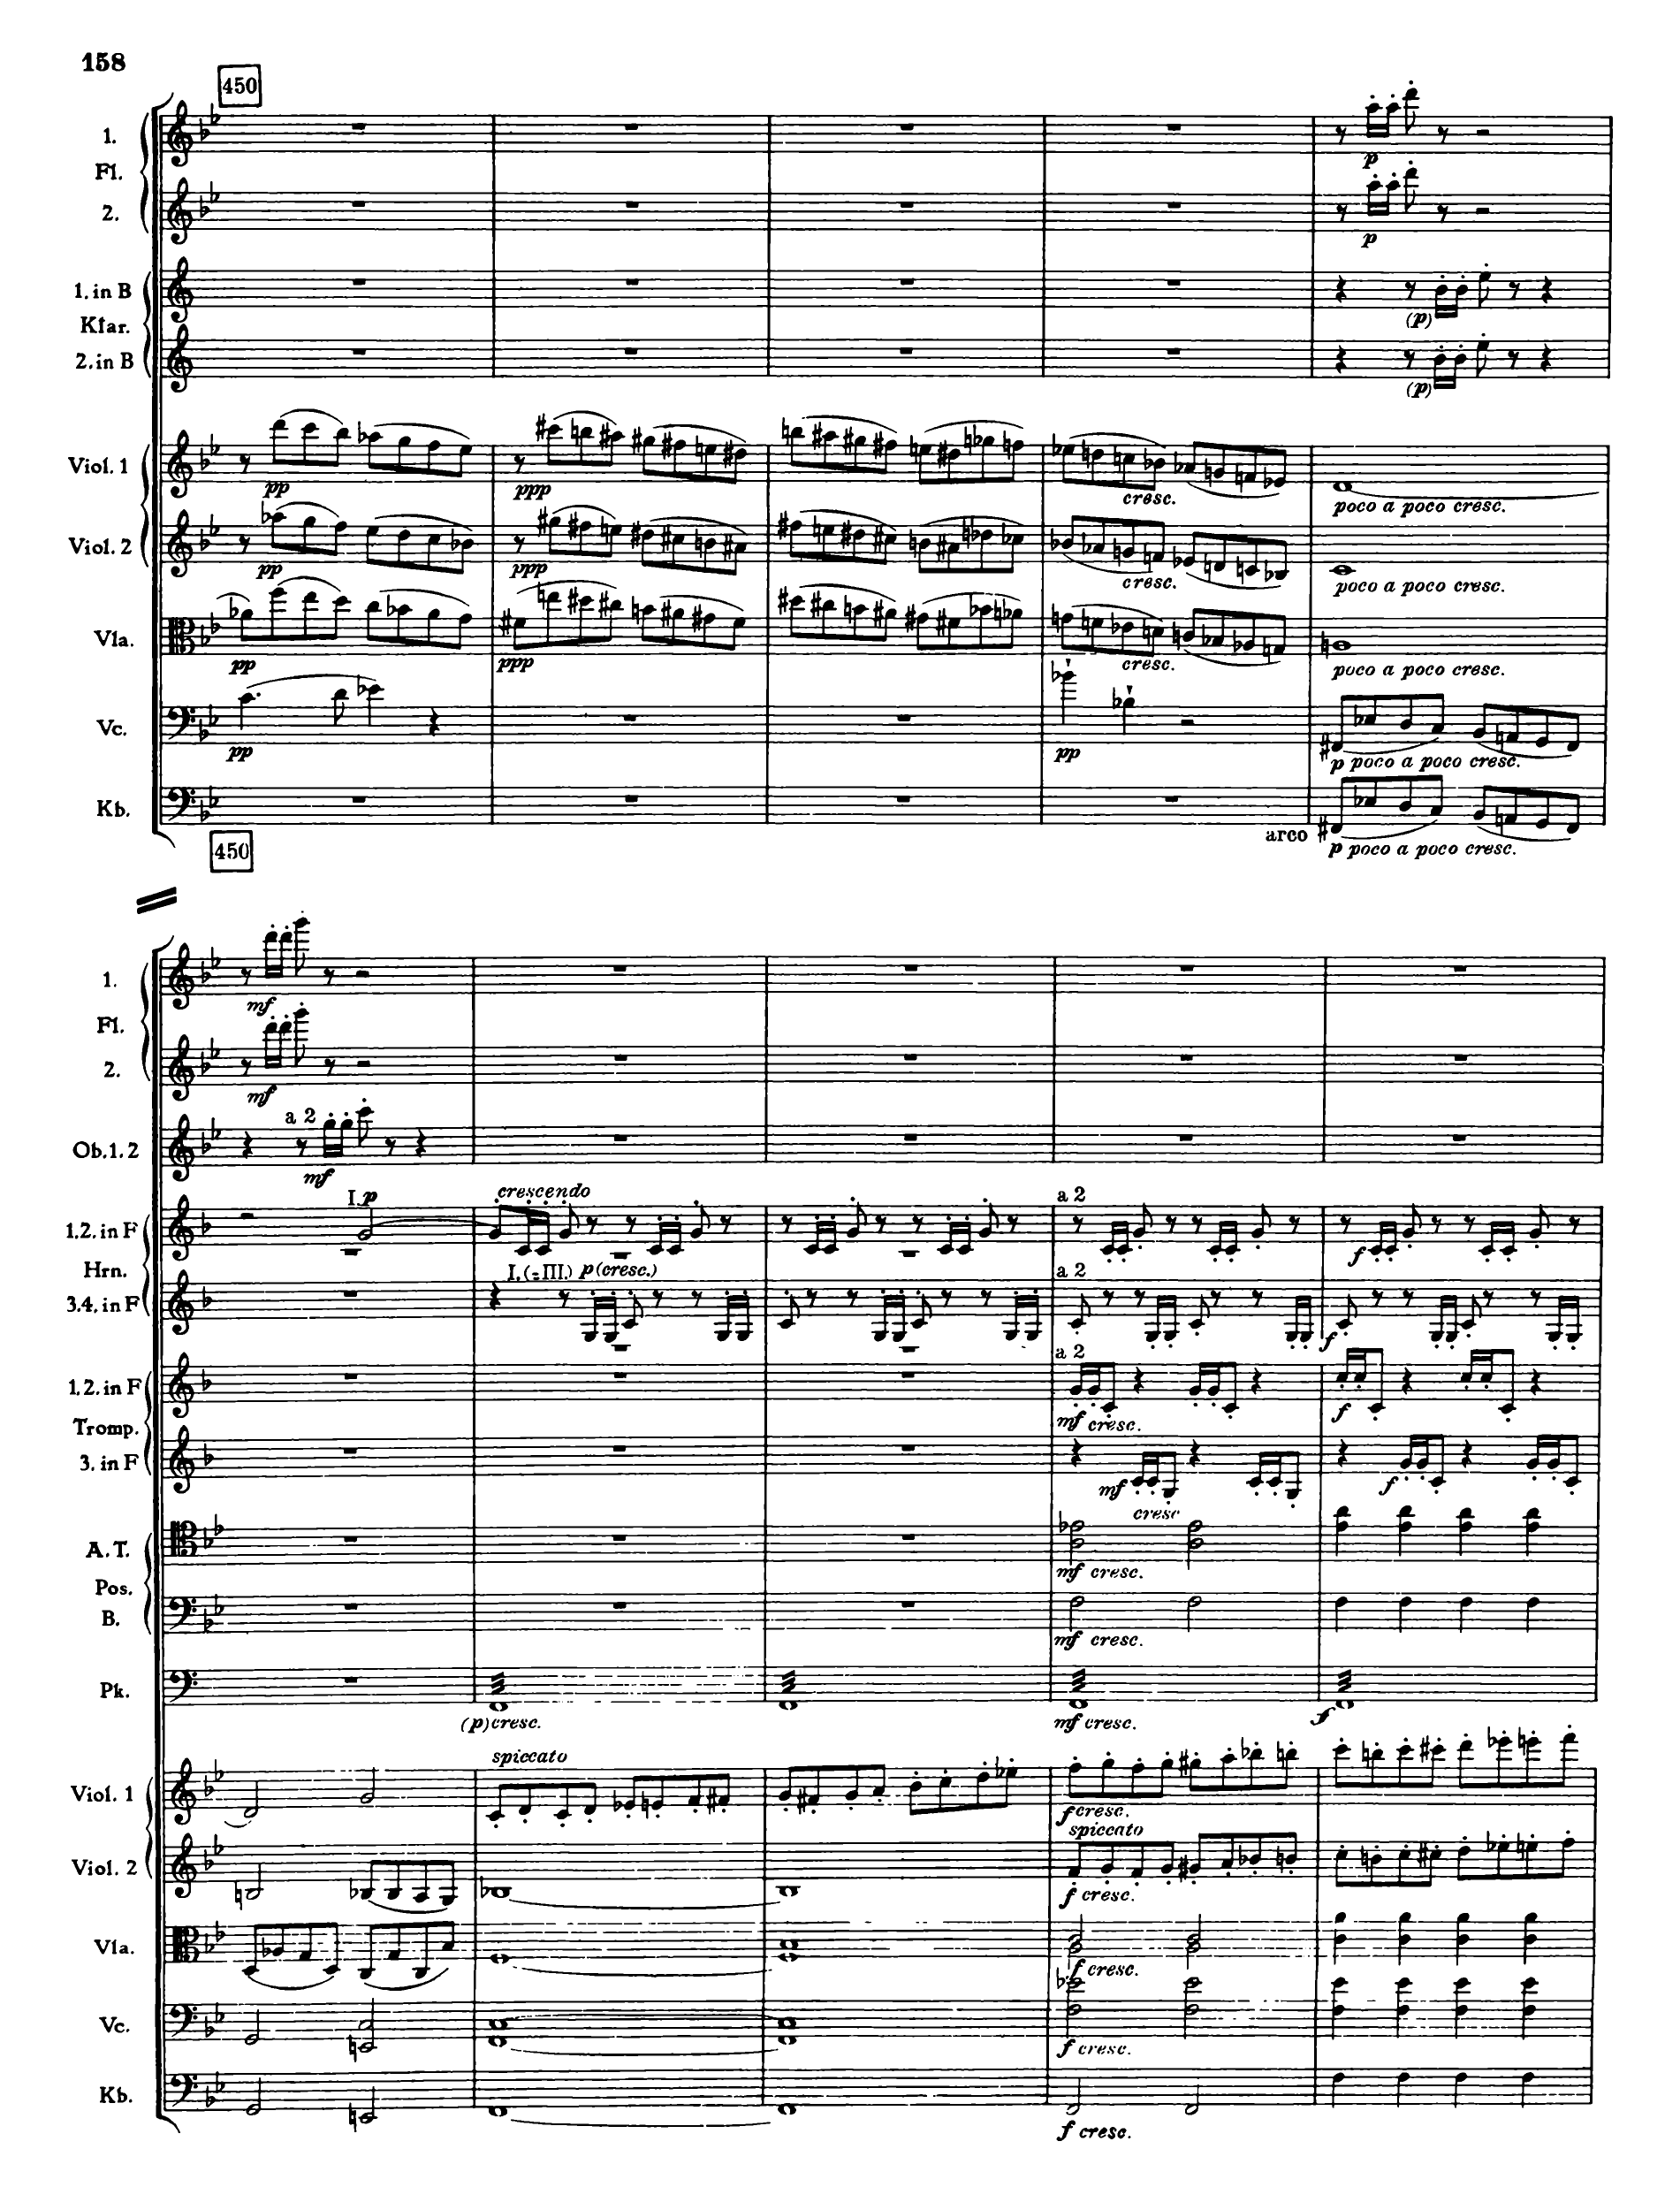 158
450
1.
Fl.
2.
p
p
1. in B
Klar.
2. in B
(p)
(p)
Viol. 1
pp
ppp
cresc.
poco a poco cresc.
Viol. 2
pp
ppp
cresc.
poco a poco cresc.
Vla.
pp
ppp
cresc.
poco a poco cresc.
Vc.
pp
pp
p poco a poco cresc.
Kb.
arco
p poco a poco cresc.
450
1.
Fl.
mf
2.
mf
a 2
Ob. 1. 2
mf
I. p
crescendo
a 2
1. 2. in F
f
Hrn.
I. (=III.) p (cresc.)
a 2
3. 4. in F
f
a 2
1. 2. in F
mf cresc.
f
Tromp.
3. in F
mf
cresc
f
A. T.
mf cresc.
Pos.
B.
mf cresc.
Pk.
(p) cresc.
mf cresc.
f
spiccato
Viol. 1
f cresc.
spiccato
Viol. 2
f cresc.
Vla.
f cresc.
Vc.
f cresc.
Kb.
f cresc.